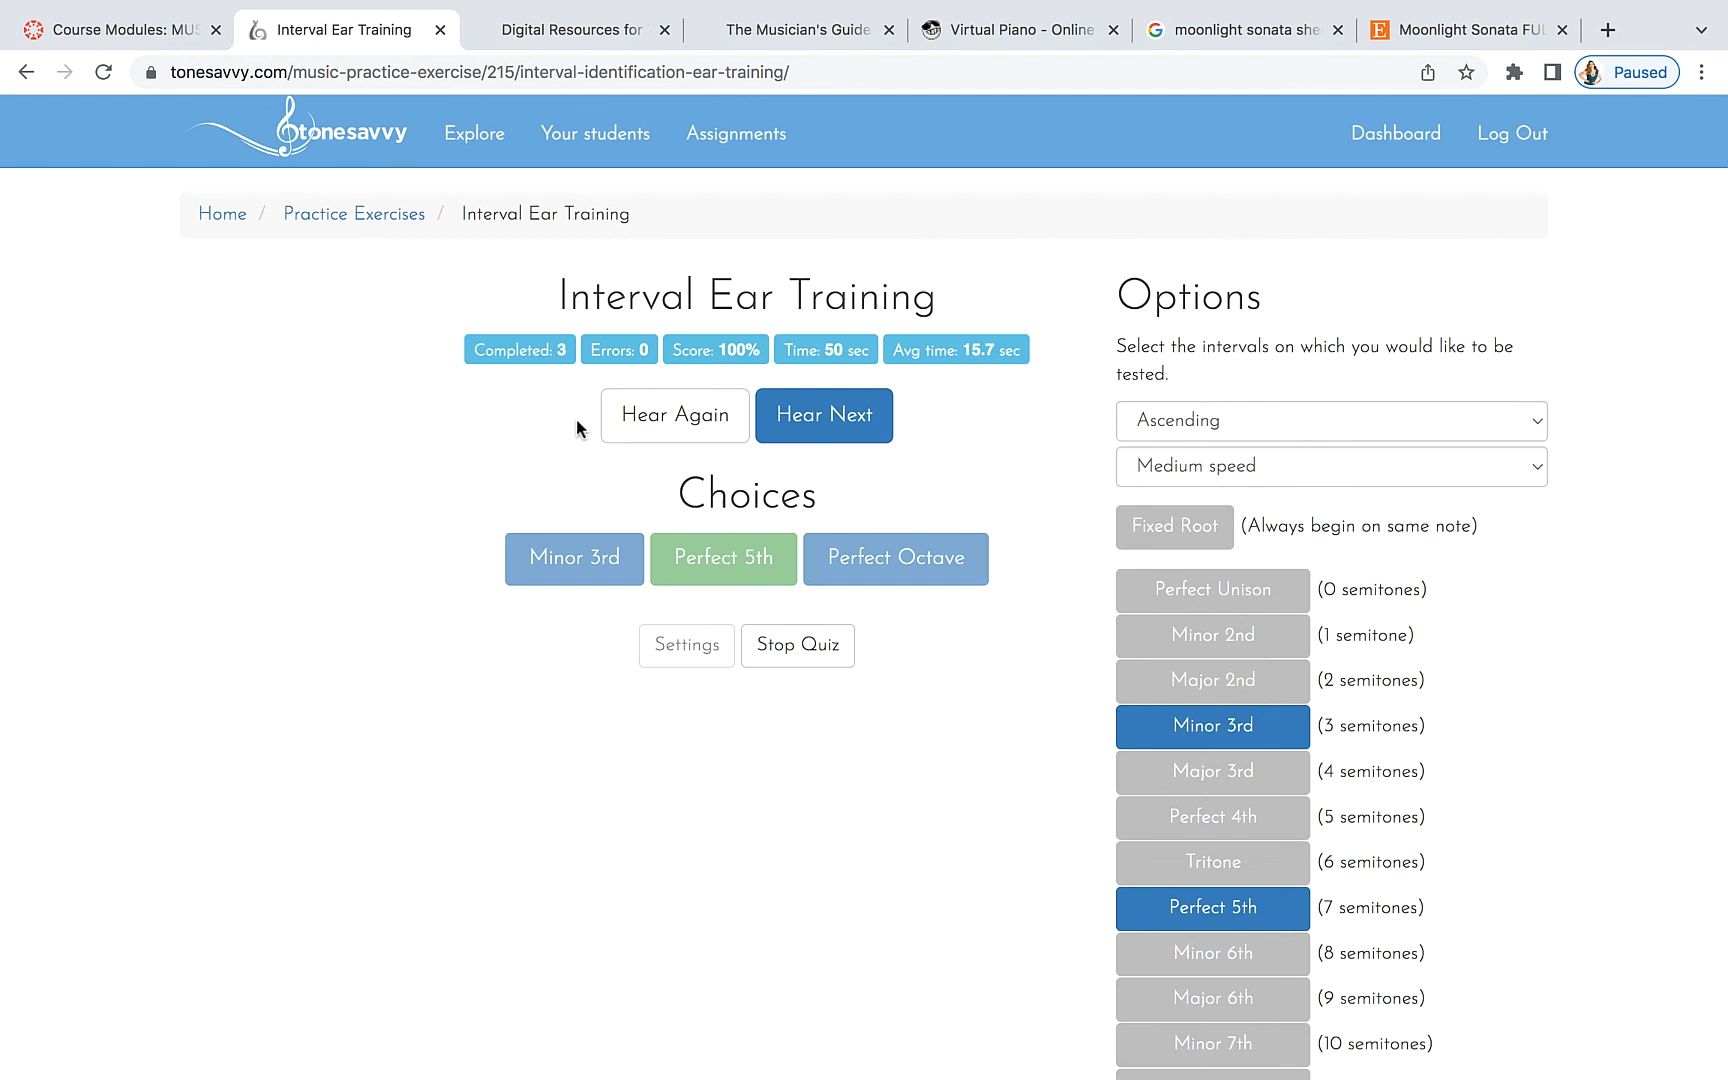 Course Modules: MUS
Interval Ear Training
Digital Resources for
The Musician's Guide
Virtual Piano - Online
moonlight sonata she
Moonlight Sonata FUL
tonesavvy.com/music-practice-exercise/215/interval-identification-ear-training/
Paused
tonesavvy
Explore
Your students
Assignments
Dashboard
Log Out
Home / Practice Exercises / Interval Ear Training
Interval Ear Training
Completed: 3
Errors: 0
Score: 100%
Time: 50 sec
Avg time: 15.7 sec
Hear Again
Hear Next
Choices
Minor 3rd
Perfect 5th
Perfect Octave
Settings
Stop Quiz
Options
Select the intervals on which you would like to be
tested.
Ascending
Medium speed
Fixed Root (Always begin on same note)
Perfect Unison (0 semitones)
Minor 2nd (1 semitone)
Major 2nd (2 semitones)
Minor 3rd (3 semitones)
Major 3rd (4 semitones)
Perfect 4th (5 semitones)
Tritone (6 semitones)
Perfect 5th (7 semitones)
Minor 6th (8 semitones)
Major 6th (9 semitones)
Minor 7th (10 semitones)